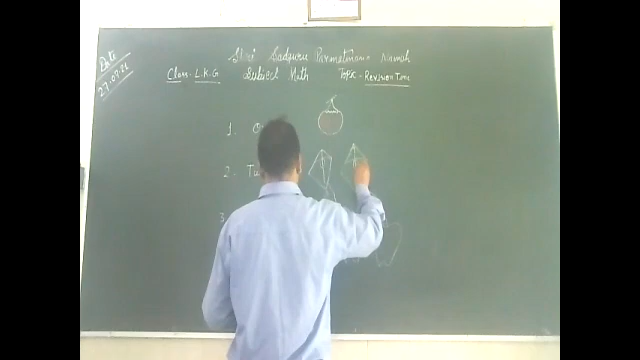 Date
27.07.21
Shri Sadguru Parmatmane Namah
Class- L.K.G Subject Math Topic - Revision Time
1.
2.
3